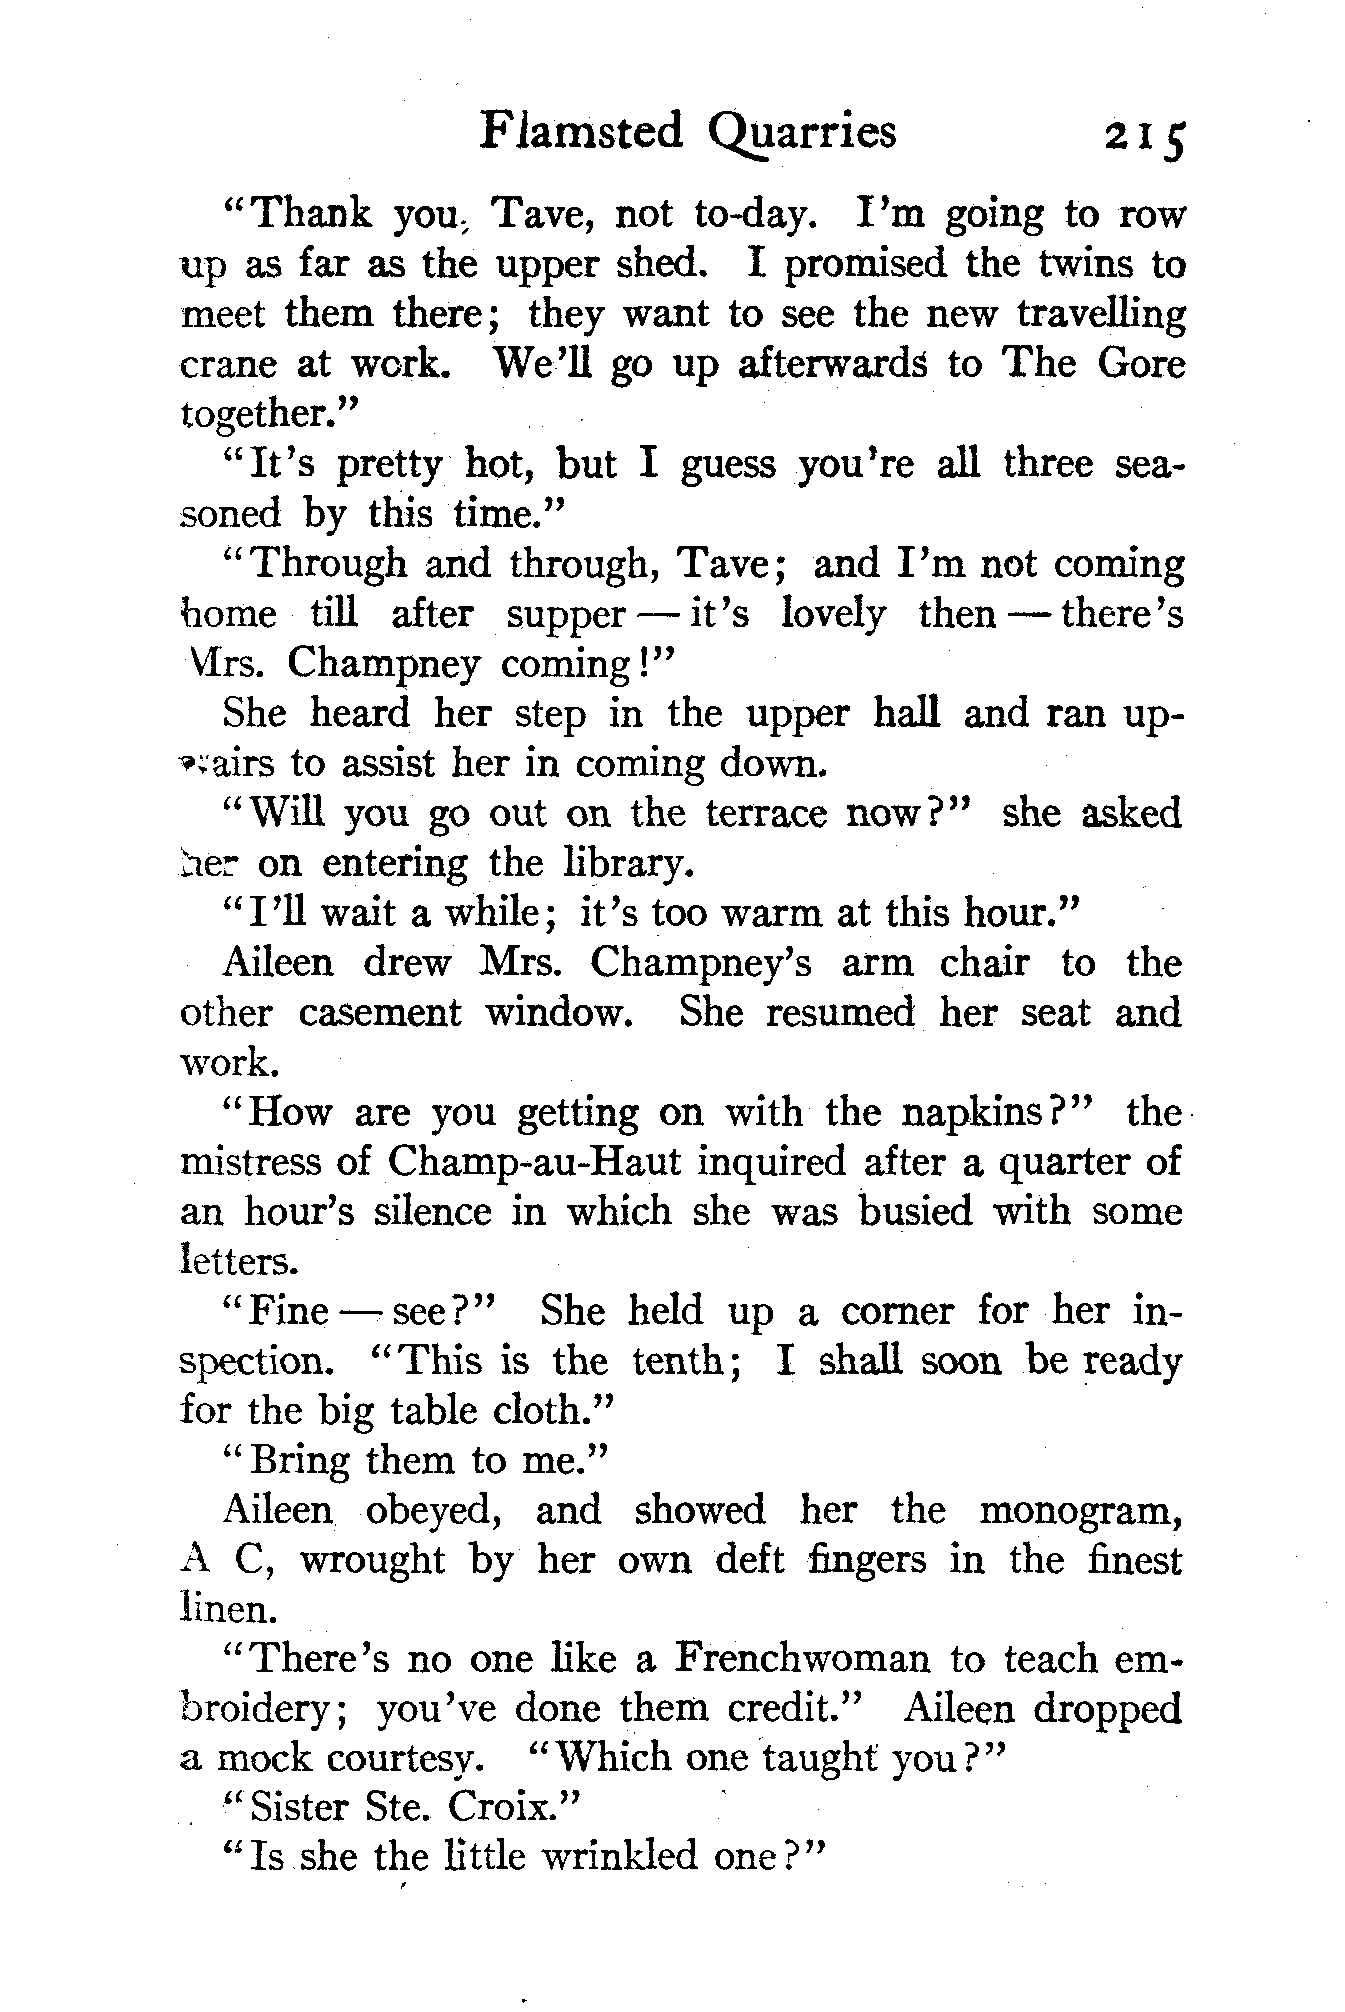 Flamsted Quarries 215
"Thank you, Tave, not to-day. I'm going to row
up as far as the upper shed. I promised the twins to
meet them there; they want to see the new travelling
crane at work. We'll go up afterwards to The Gore
together."
"It's pretty hot, but I guess you're all three sea-
soned by this time."
"Through and through, Tave; and I'm not coming
home till after supper — it's lovely then — there's
Mrs. Champney coming!"
She heard her step in the upper hall and ran up-
stairs to assist her in coming down.
"Will you go out on the terrace now?" she asked
her on entering the library.
"I'll wait a while; it's too warm at this hour."
Aileen drew Mrs. Champney's arm chair to the
other casement window. She resumed her seat and
work.
"How are you getting on with the napkins?" the
mistress of Champ-au-Haut inquired after a quarter of
an hour's silence in which she was busied with some
letters.
"Fine — see?" She held up a corner for her in-
spection. "This is the tenth; I shall soon be ready
for the big table cloth."
"Bring them to me."
Aileen obeyed, and showed her the monogram,
A C, wrought by her own deft fingers in the finest
linen.
"There's no one like a Frenchwoman to teach em-
broidery; you've done them credit." Aileen dropped
a mock courtesy. "Which one taught you?"
"Sister Ste. Croix."
"Is she the little wrinkled one?"